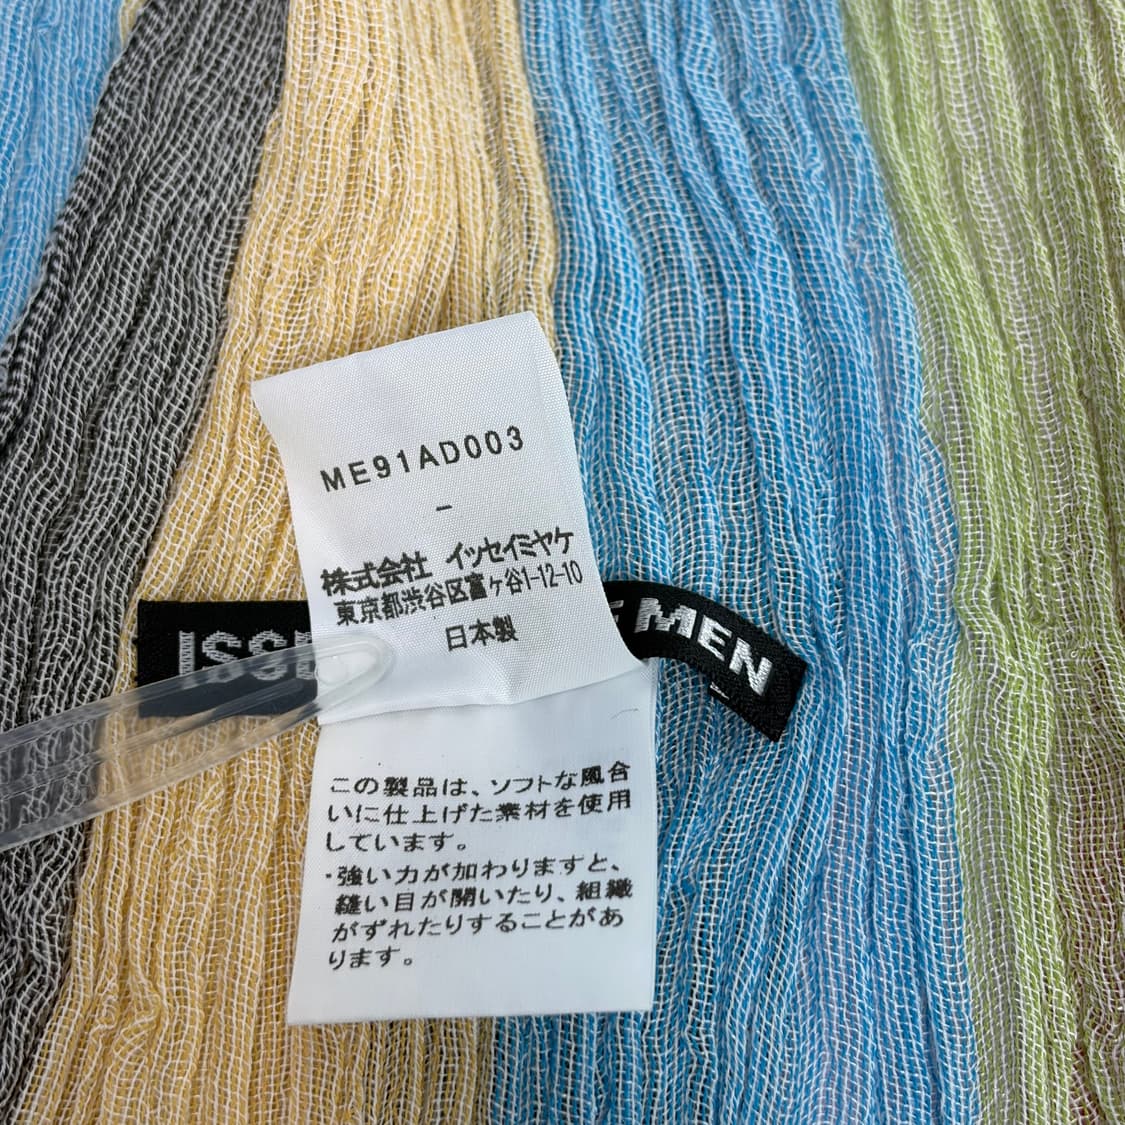 ME91AD003
-
株式会社 イッセイミヤケ
東京都渋谷区富ヶ谷1-12-10
日本製
ISSE
MEN
この製品は、ソフトな風合
いに仕上げた素材を使用
しています。
・強い力が加わりますと、
縫い目が開いたり、組織
がずれたりすることがあ
ります。